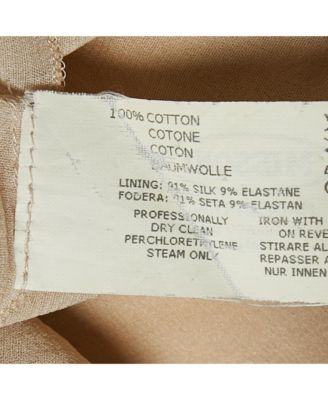 100% COTTON
COTONE
COTON
BAUMWOLLE
LINING: 91% SILK 9% ELASTANE
FODERA: 91% SETA 9% ELASTAN
PROFESSIONALLY
DRY CLEAN
PERCHLORETHYLENE
STEAM ONLY
IRON WITH
ON REVE
STIRARE AL
REPASSER A
NUR INNEN